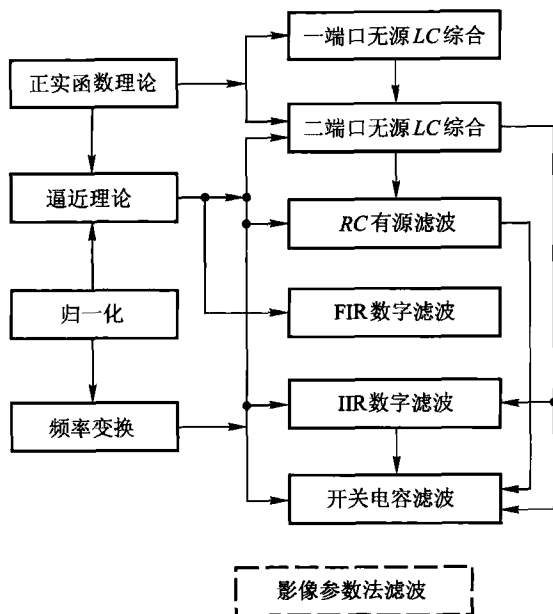 一端口无源LC综合
正实函数理论
二端口无源LC综合
逼近理论
RC有源滤波
归一化
FIR数字滤波
频率变换
IIR数字滤波
开关电容滤波
影像参数法滤波